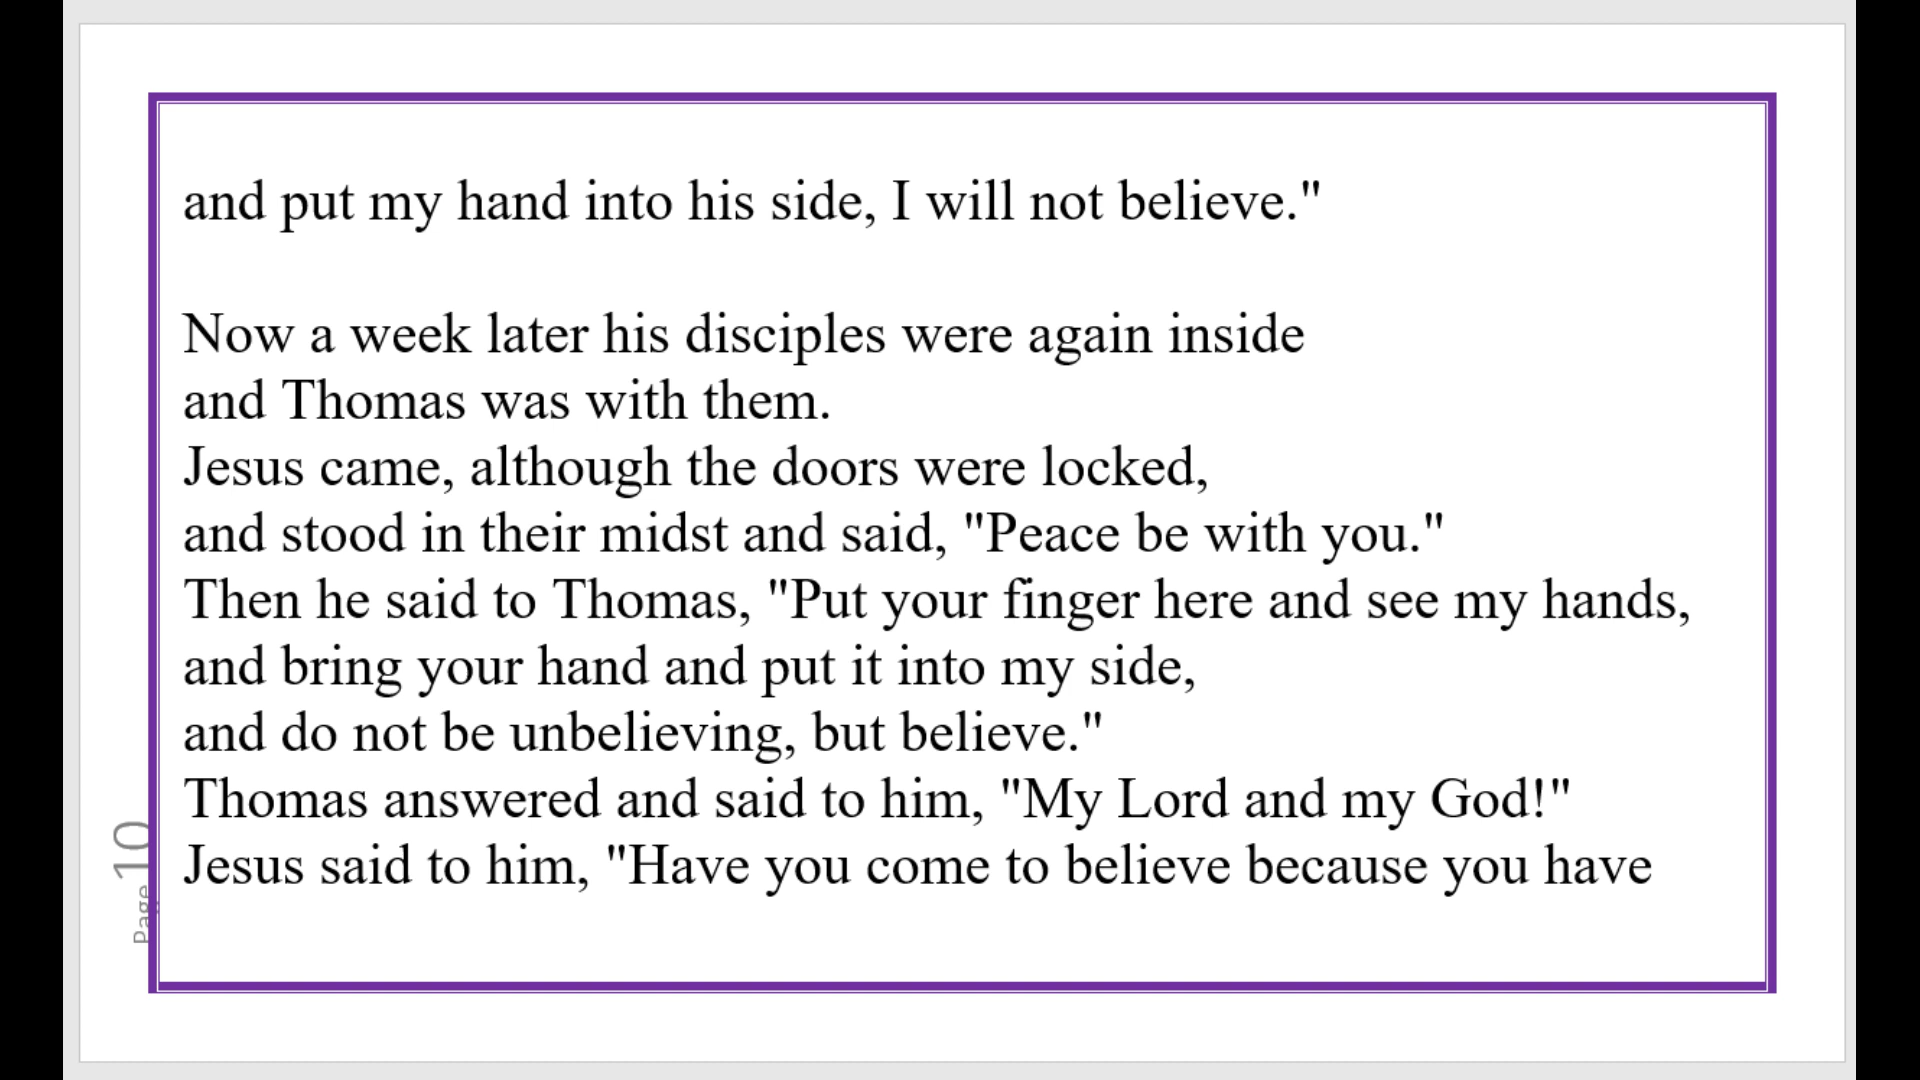 and put my hand into his side, I will not believe."
Now a week later his disciples were again inside
and Thomas was with them.
Jesus came, although the doors were locked,
and stood in their midst and said, "Peace be with you."
Then he said to Thomas, "Put your finger here and see my hands,
and bring your hand and put it into my side,
and do not be unbelieving, but believe."
Thomas answered and said to him, "My Lord and my God!"
Jesus said to him, "Have you come to believe because you have
Page 10